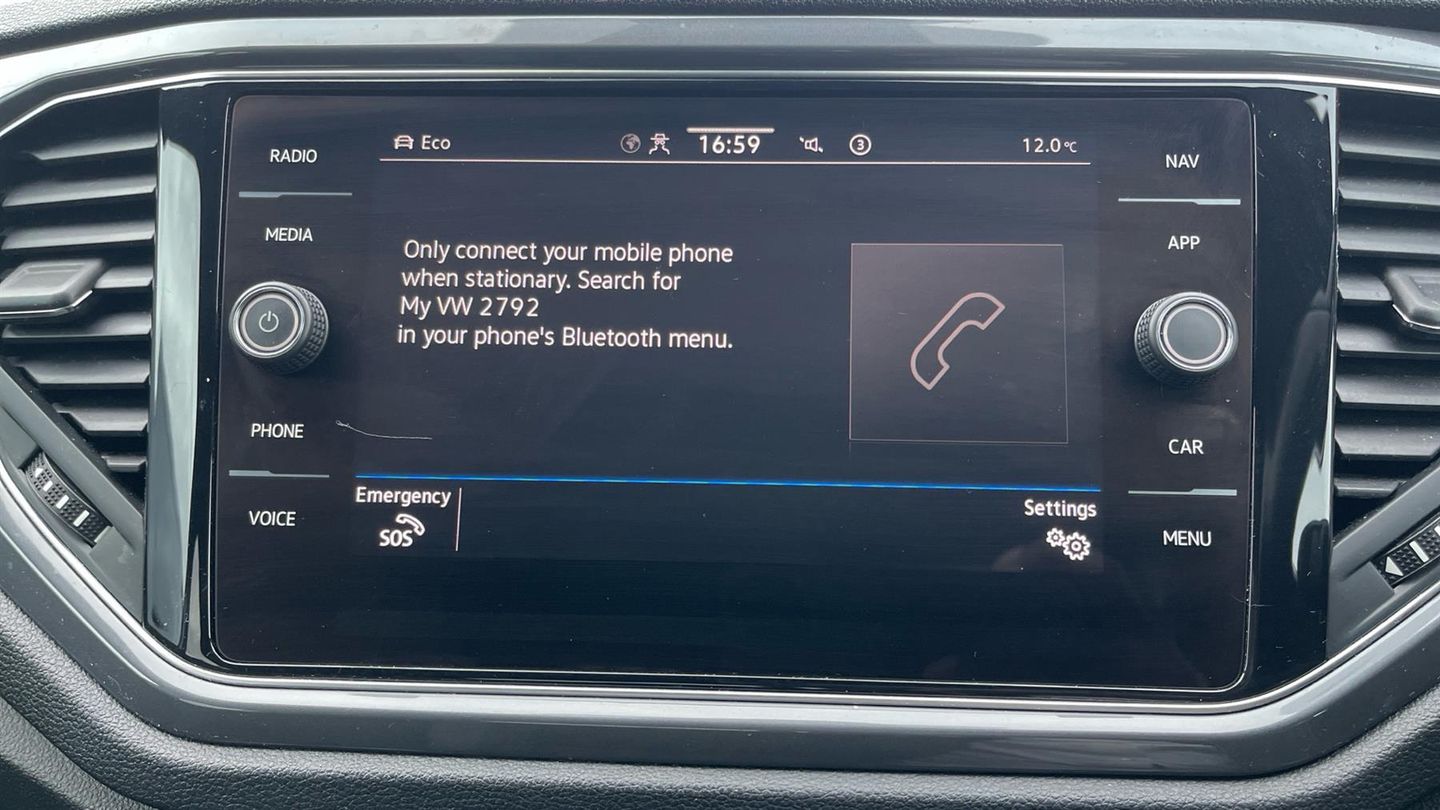 Eco
16:59
3
12.0°C
RADIO
MEDIA
PHONE
VOICE
Only connect your mobile phone
when stationary. Search for
My VW 2792
in your phone's Bluetooth menu.
NAV
APP
CAR
MENU
Emergency
SOS
Settings